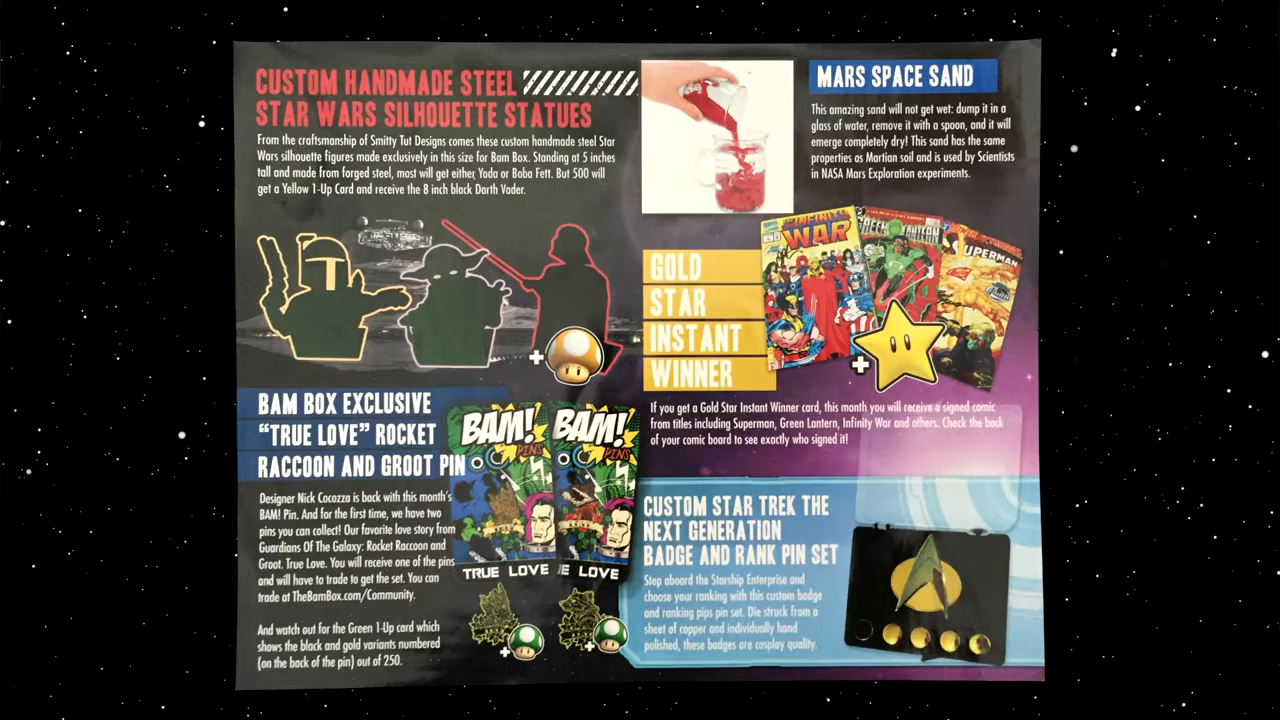 CUSTOM HANDMADE STEEL
STAR WARS SILHOUETTE STATUES
From the craftsmanship of Smitty Tut Designs comes these custom handmade steel Star
Wars silhouette figures made exclusively in this size for Bam Box. Standing at 5 inches
tall and made from forged steel, most will get either, Yoda or Boba Fett. But 500 will
get a Yellow 1-Up Card and receive the 8 inch black Darth Vader.
+
BAM BOX EXCLUSIVE
“TRUE LOVE” ROCKET
RACCOON AND GROOT PIN
Designer Nick Cocozza is back with this month's
BAM! Pin. And for the first time, we have two
pins you can collect! Our favorite love story from
Guardians Of The Galaxy: Rocket Raccoon and
Groot. True Love. You will receive one of the pins
and will have to trade to get the set. You can
trade at TheBamBox.com/Community.
And watch out for the Green 1-Up card which
shows the black and gold variants numbered
(on the back of the pin) out of 250.
BAM!
PINS
TRUE LOVE
BAM!
PINS
E LOVE
+
+
MARS SPACE SAND
This amazing sand will not get wet: dump it in a
glass of water, remove it with a spoon, and it will
emerge completely dry! This sand has the same
properties as Martian soil and is used by Scientists
in NASA Mars Exploration experiments.
GOLD
STAR
INSTANT
WINNER
INFINITY
WAR
GREEN LANTERN
SUPERMAN
+
If you get a Gold Star Instant Winner card, this month you will receive a signed comic
from titles including Superman, Green Lantern, Infinity War and others. Check the back
of your comic board to see exactly who signed it!
CUSTOM STAR TREK THE
NEXT GENERATION
BADGE AND RANK PIN SET
Step aboard the Starship Enterprise and
choose your ranking with this custom badge
and ranking pips pin set. Die struck from a
sheet of copper and individually hand
polished, these badges are cosplay quality.